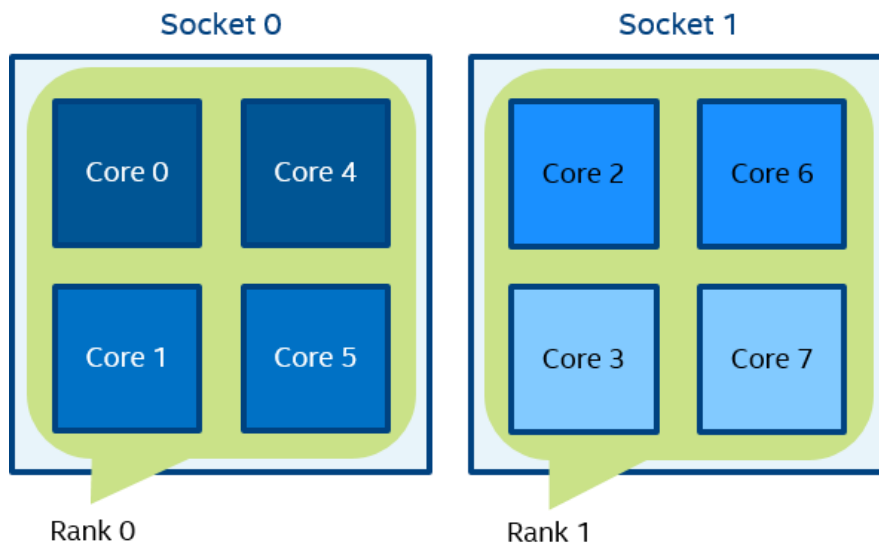 Socket 0
Socket 1
Core 0
Core 4
Core 2
Core 6
Core 1
Core 5
Core 3
Core 7
Rank 0
Rank 1